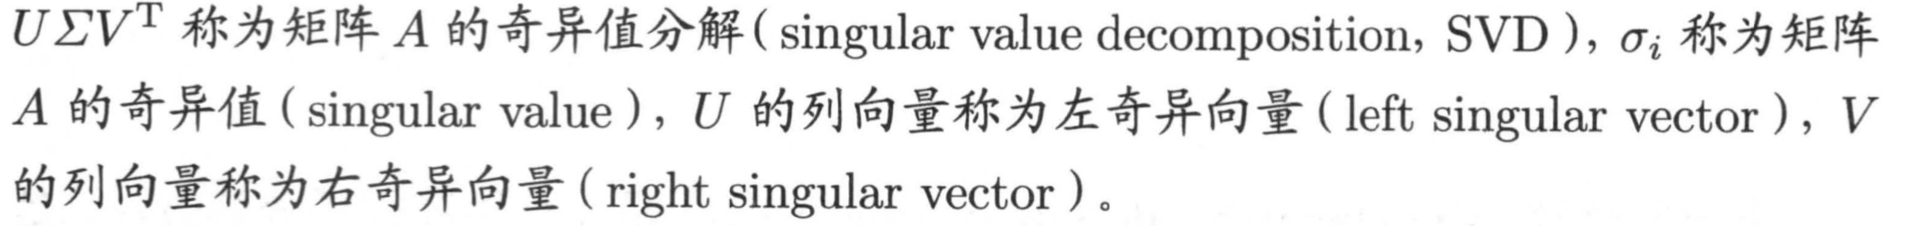 UΣVᵀ 称为矩阵 A 的奇异值分解(singular value decomposition, SVD), σᵢ 称为矩阵
A 的奇异值(singular value), U 的列向量称为左奇异向量(left singular vector), V
的列向量称为右奇异向量(right singular vector)。